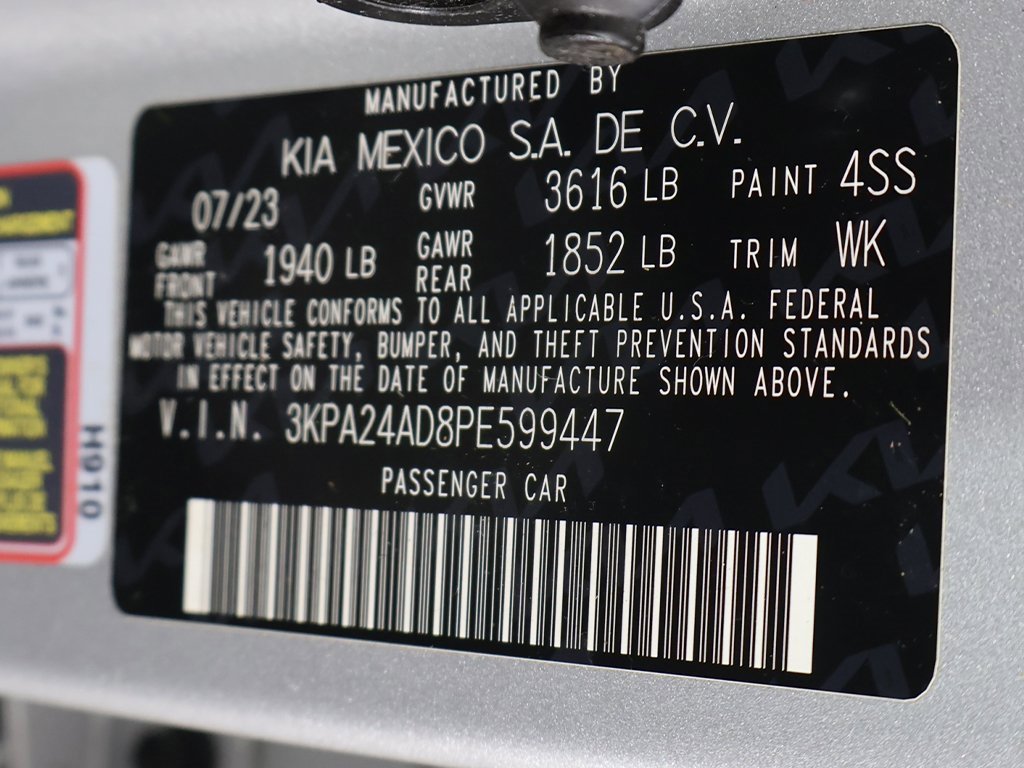 MANUFACTURED BY
KIA MEXICO S.A. DE C.V.
07/23 GVWR 3616 LB PAINT 4SS
GAWR FRONT 1940 LB GAWR REAR 1852 LB TRIM WK
THIS VEHICLE CONFORMS TO ALL APPLICABLE U.S.A. FEDERAL
MOTOR VEHICLE SAFETY, BUMPER, AND THEFT PREVENTION STANDARDS
IN EFFECT ON THE DATE OF MANUFACTURE SHOWN ABOVE.
V.I.N. 3KPA24AD8PE599447
PASSENGER CAR
H910